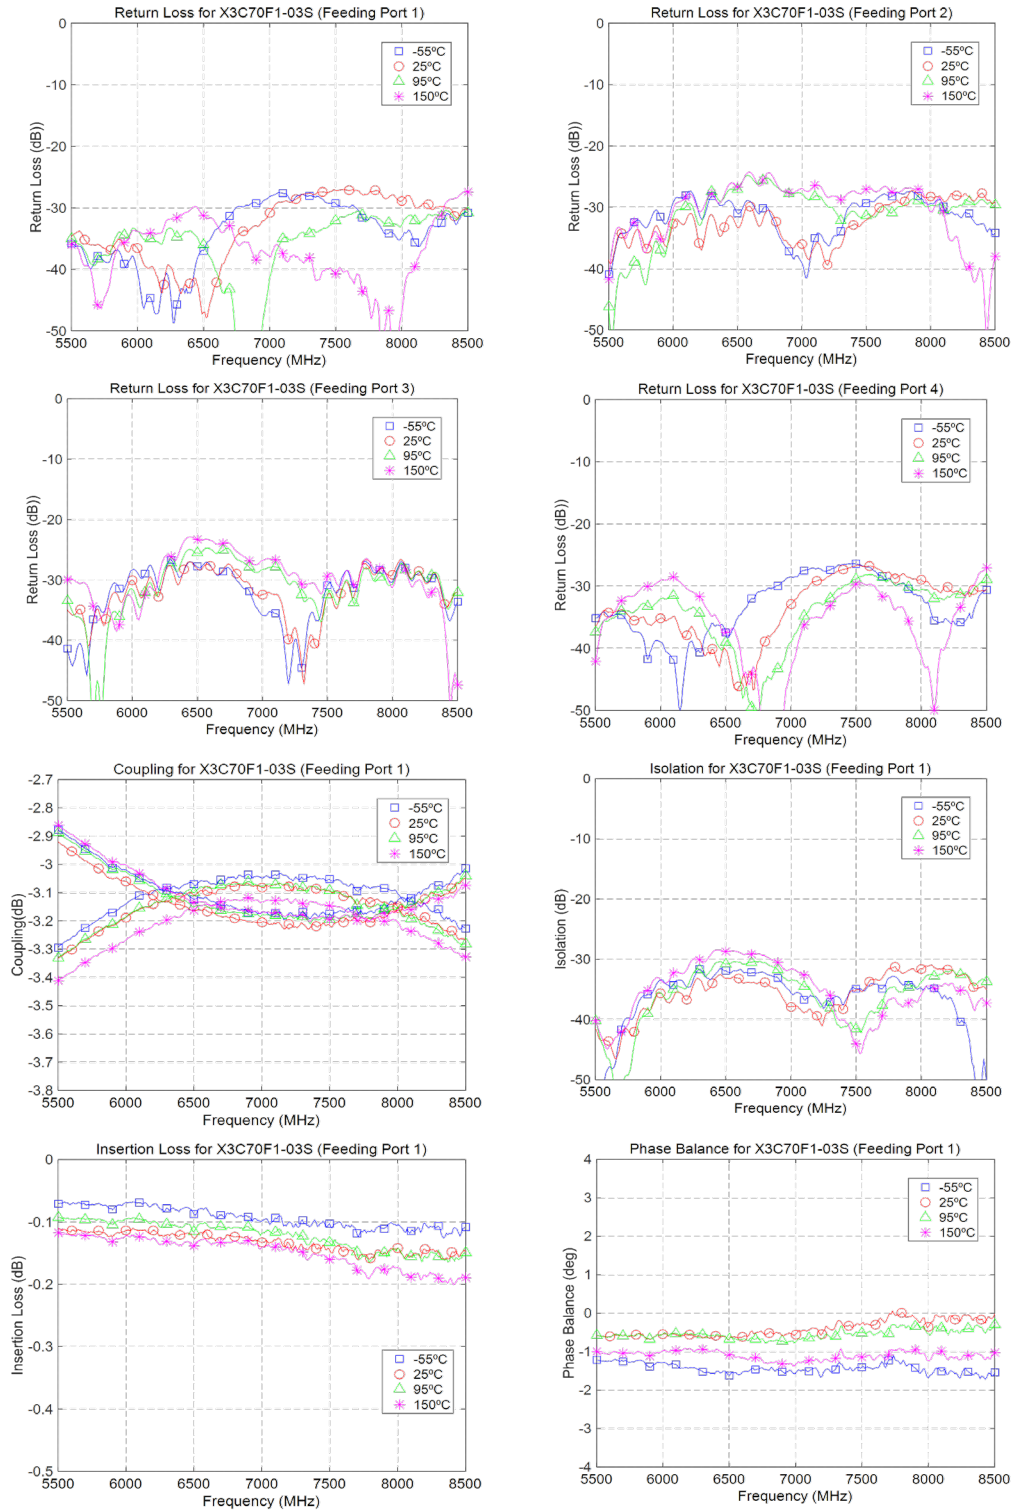 Return Loss for X3C70F1-03S (Feeding Port 1)
0
-10
-20
-30
-40
-50
Return Loss (dB))
-55ºC
25ºC
95ºC
150ºC
5500 6000 6500 7000 7500 8000 8500
Frequency (MHz)
Return Loss for X3C70F1-03S (Feeding Port 2)
0
-10
-20
-30
-40
-50
Return Loss (dB))
-55ºC
25ºC
95ºC
150ºC
5500 6000 6500 7000 7500 8000 8500
Frequency (MHz)
Return Loss for X3C70F1-03S (Feeding Port 3)
0
-10
-20
-30
-40
-50
Return Loss (dB))
-55ºC
25ºC
95ºC
150ºC
5500 6000 6500 7000 7500 8000 8500
Frequency (MHz)
Return Loss for X3C70F1-03S (Feeding Port 4)
0
-10
-20
-30
-40
-50
Return Loss (dB))
-55ºC
25ºC
95ºC
150ºC
5500 6000 6500 7000 7500 8000 8500
Frequency (MHz)
Coupling for X3C70F1-03S (Feeding Port 1)
-2.7
-2.8
-2.9
-3
-3.1
-3.2
-3.3
-3.4
-3.5
-3.6
-3.7
-3.8
Coupling(dB)
-55ºC
25ºC
95ºC
150ºC
5500 6000 6500 7000 7500 8000 8500
Frequency (MHz)
Isolation for X3C70F1-03S (Feeding Port 1)
0
-10
-20
-30
-40
-50
Isolation (dB)
-55ºC
25ºC
95ºC
150ºC
5500 6000 6500 7000 7500 8000 8500
Frequency (MHz)
Insertion Loss for X3C70F1-03S (Feeding Port 1)
0
-0.1
-0.2
-0.3
-0.4
-0.5
Insertion Loss (dB)
-55ºC
25ºC
95ºC
150ºC
5500 6000 6500 7000 7500 8000 8500
Frequency (MHz)
Phase Balance for X3C70F1-03S (Feeding Port 1)
4
3
2
1
0
-1
-2
-3
-4
Phase Balance (deg)
-55ºC
25ºC
95ºC
150ºC
5500 6000 6500 7000 7500 8000 8500
Frequency (MHz)